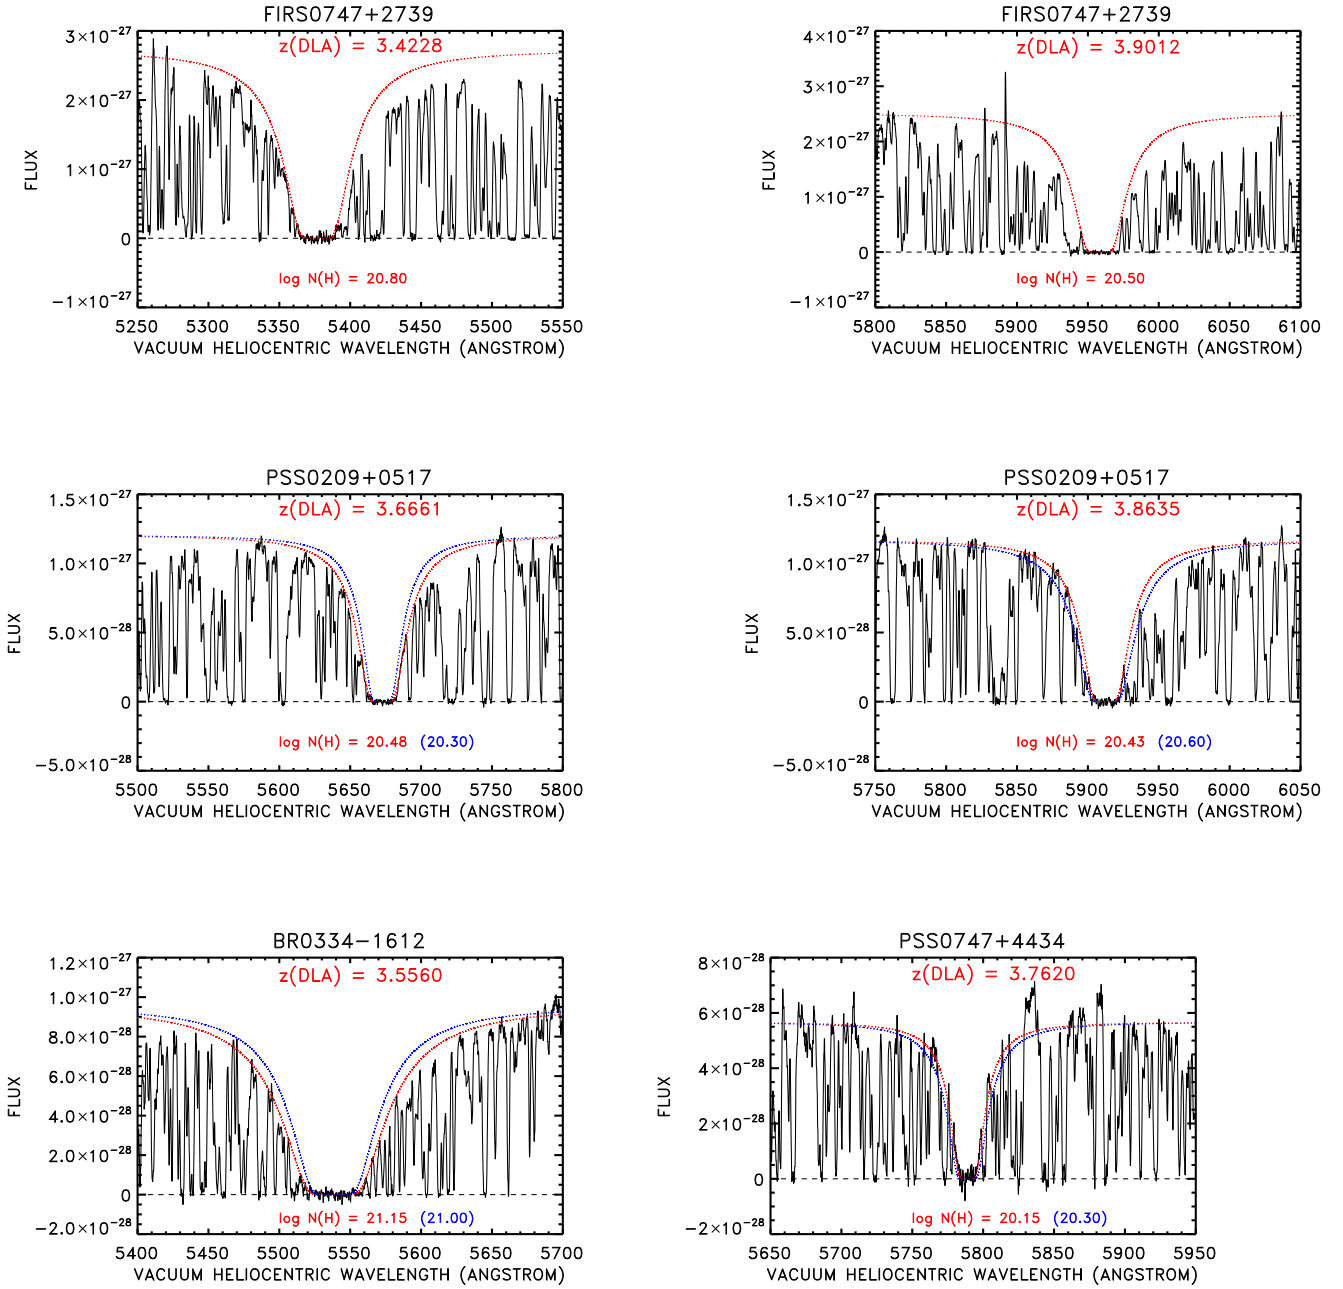 FIRS0747+2739
z(DLA) = 3.4228
3×10⁻²⁷
2×10⁻²⁷
1×10⁻²⁷
0
−1×10⁻²⁷
FLUX
log N(H) = 20.80
5250 5300 5350 5400 5450 5500 5550
VACUUM HELIOCENTRIC WAVELENGTH (ANGSTROM)
FIRS0747+2739
z(DLA) = 3.9012
4×10⁻²⁷
3×10⁻²⁷
2×10⁻²⁷
1×10⁻²⁷
0
−1×10⁻²⁷
FLUX
log N(H) = 20.50
5800 5850 5900 5950 6000 6050 6100
VACUUM HELIOCENTRIC WAVELENGTH (ANGSTROM)
PSS0209+0517
z(DLA) = 3.6661
1.5×10⁻²⁷
1.0×10⁻²⁷
5.0×10⁻²⁸
0
−5.0×10⁻²⁸
FLUX
log N(H) = 20.48 (20.30)
5500 5550 5600 5650 5700 5750 5800
VACUUM HELIOCENTRIC WAVELENGTH (ANGSTROM)
PSS0209+0517
z(DLA) = 3.8635
1.5×10⁻²⁷
1.0×10⁻²⁷
5.0×10⁻²⁸
0
−5.0×10⁻²⁸
FLUX
log N(H) = 20.43 (20.60)
5750 5800 5850 5900 5950 6000 6050
VACUUM HELIOCENTRIC WAVELENGTH (ANGSTROM)
BR0334−1612
z(DLA) = 3.5560
1.2×10⁻²⁷
1.0×10⁻²⁷
8.0×10⁻²⁸
6.0×10⁻²⁸
4.0×10⁻²⁸
2.0×10⁻²⁸
0
−2.0×10⁻²⁸
FLUX
log N(H) = 21.15 (21.00)
5400 5450 5500 5550 5600 5650 5700
VACUUM HELIOCENTRIC WAVELENGTH (ANGSTROM)
PSS0747+4434
z(DLA) = 3.7620
8×10⁻²⁸
6×10⁻²⁸
4×10⁻²⁸
2×10⁻²⁸
0
−2×10⁻²⁸
FLUX
log N(H) = 20.15 (20.30)
5650 5700 5750 5800 5850 5900 5950
VACUUM HELIOCENTRIC WAVELENGTH (ANGSTROM)